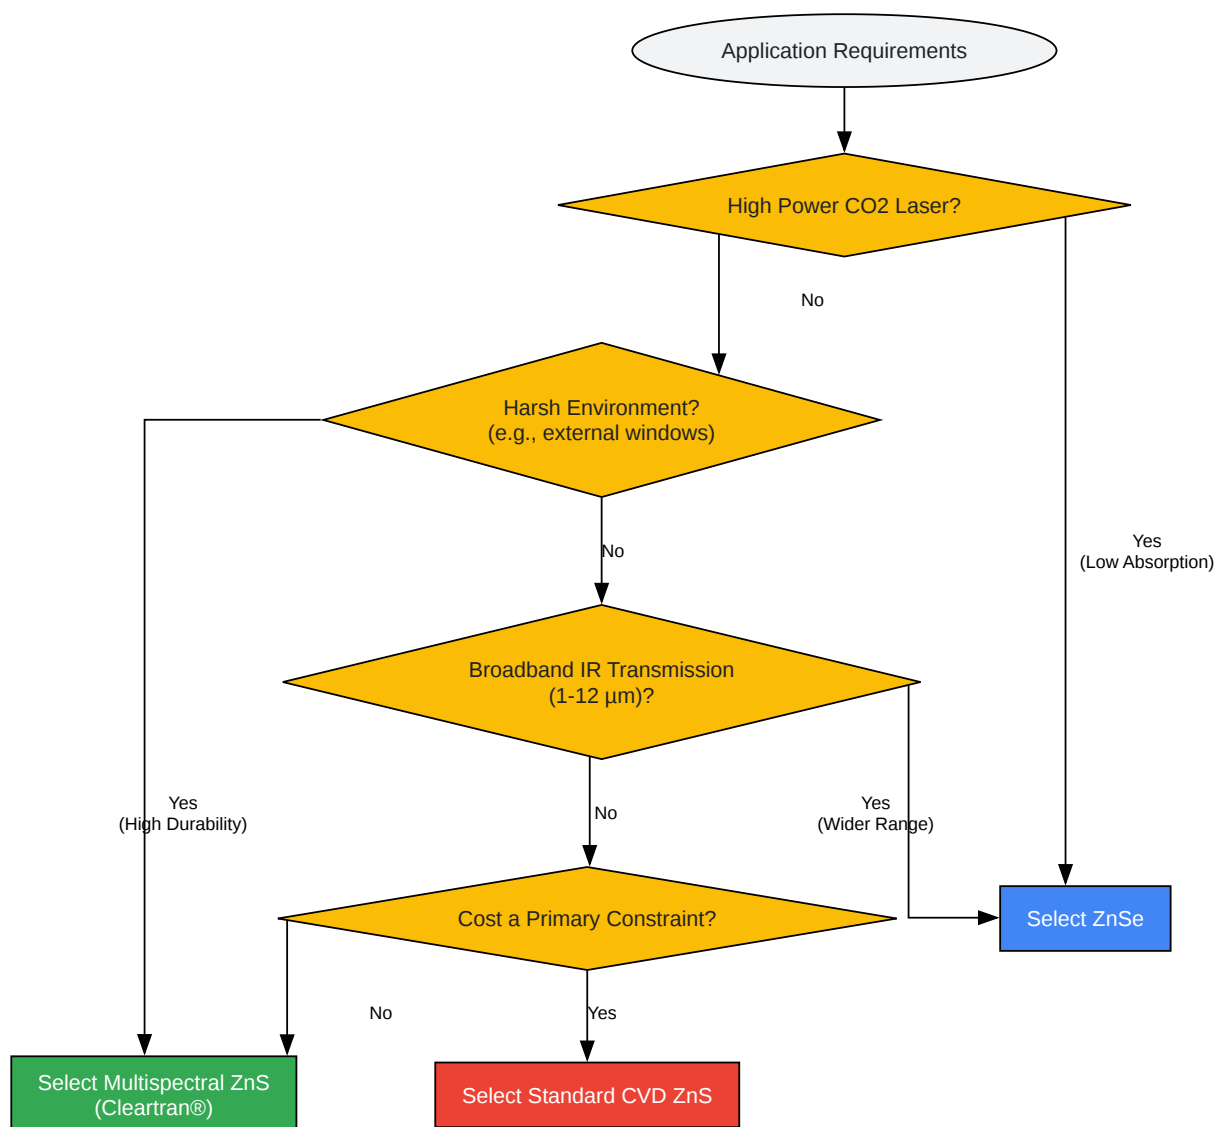 Application Requirements
High Power CO2 Laser?
No
Harsh Environment?
(e.g., external windows)
No
Yes
(Low Absorption)
Broadband IR Transmission
(1-12 µm)?
Yes
(High Durability)
No
Yes
(Wider Range)
Cost a Primary Constraint?
Select ZnSe
No
Yes
Select Multispectral ZnS
(Cleartran®)
Select Standard CVD ZnS